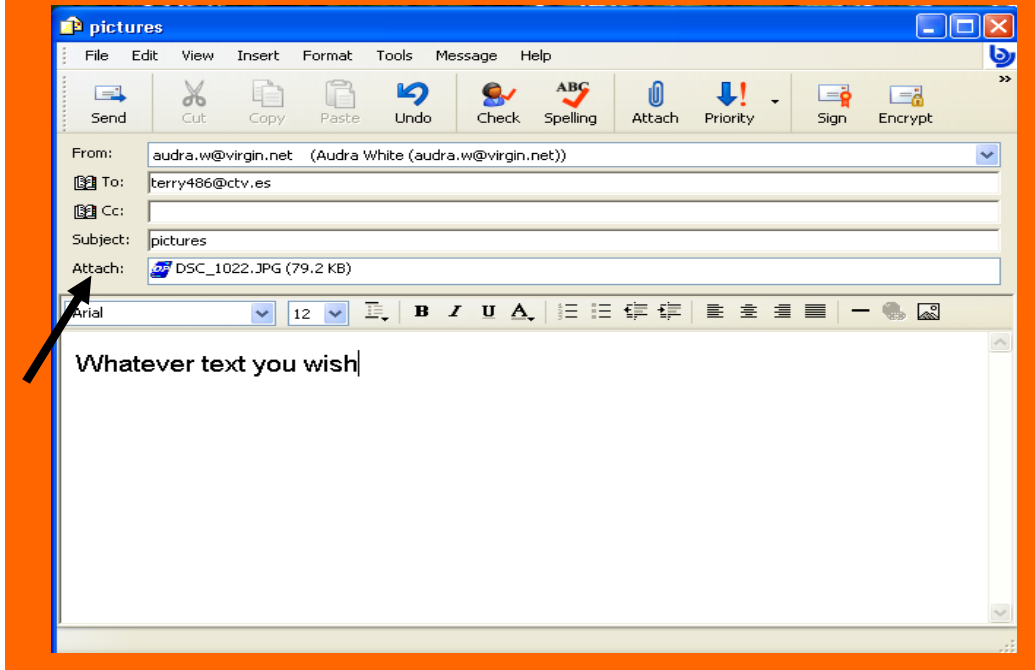 pictures
File Edit View Insert Format Tools Message Help
ABC
Send Cut Copy Paste Undo Check Spelling Attach Priority Sign Encrypt
From: audra.w@virgin.net (Audra White (audra.w@virgin.net))
To: terry486@ctv.es
Cc:
Subject: pictures
Attach: DSC_1022.JPG (79.2 KB)
Arial 12 B I U A
Whatever text you wish